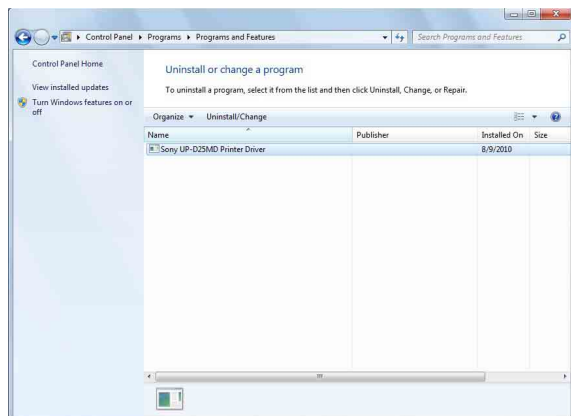 Control Panel ▸ Programs ▸ Programs and Features
Search Programs and Features
Control Panel Home
View installed updates
Turn Windows features on or
off
Uninstall or change a program
To uninstall a program, select it from the list and then click Uninstall, Change, or Repair.
Organize Uninstall/Change
Name Publisher Installed On Size
Sony UP-D25MD Printer Driver 8/9/2010